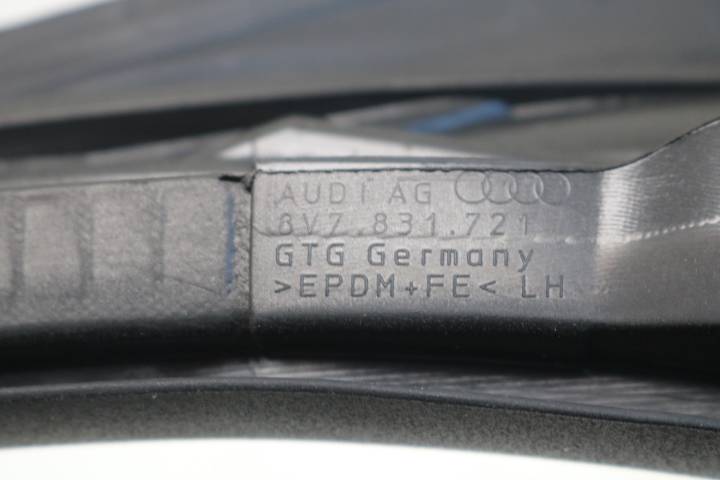 AUDI AG
8V7.831.721
GTG Germany
>EPDM+FE< LH